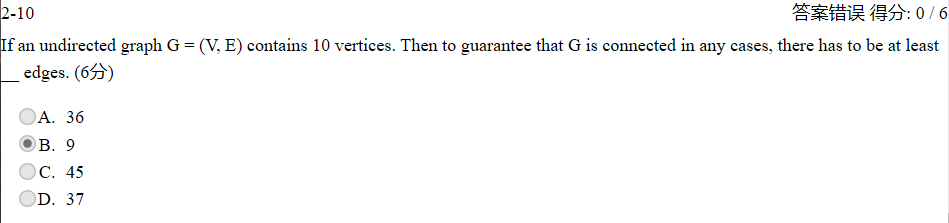 2-10 答案错误 得分: 0 / 6
If an undirected graph G = (V, E) contains 10 vertices. Then to guarantee that G is connected in any cases, there has to be at least
__ edges. (6分)
A. 36
B. 9
C. 45
D. 37